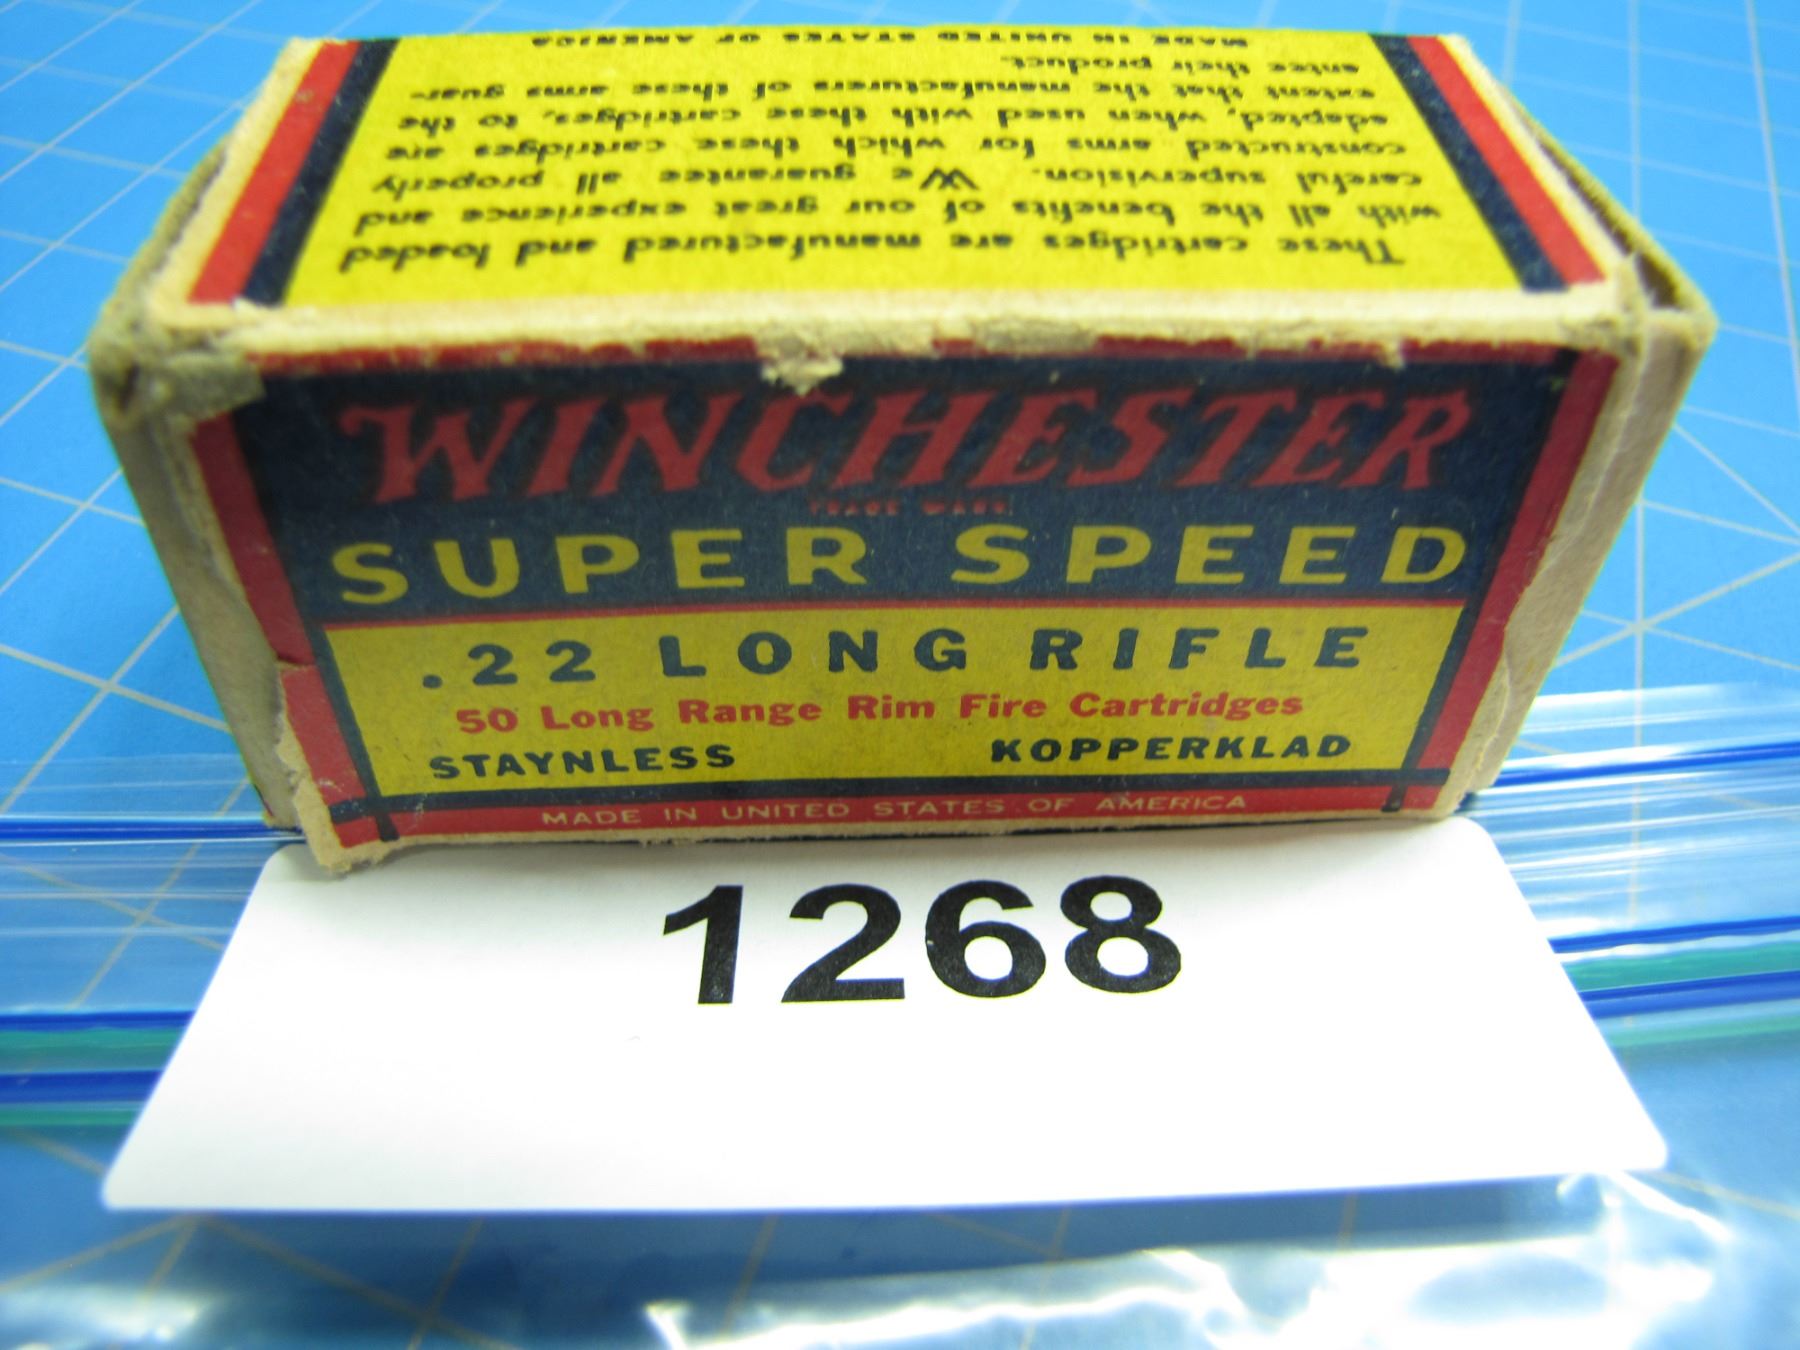 These cartridges are manufactured and loaded
with all the benefits of our great experience and
careful supervision. We guarantee all properly
constructed arms for which these cartridges are
adapted, when used with these cartridges, to the
extent that the manufacturers of these arms guar-
antee their product.
MADE IN UNITED STATES OF AMERICA
WINCHESTER
TRADE MARK
SUPER SPEED
.22 LONG RIFLE
50 Long Range Rim Fire Cartridges
STAYNLESS KOPPERKLAD
MADE IN UNITED STATES OF AMERICA
1268